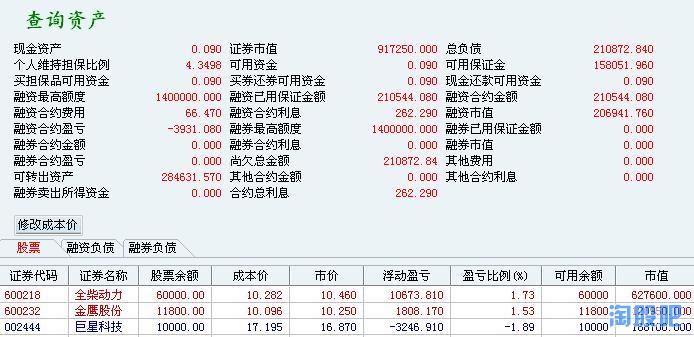 查询资产
现金资产 0.090 证券市值 917250.000 总负债 210872.840
个人维持担保比例 4.3498 可用资金 0.090 可用保证金 158051.960
买担保品可用资金 0.090 买券还券可用资金 0.090 现金还款可用资金 0.090
融资最高额度 1400000.000 融资已用保证金额 210544.080 融资合约金额 210544.080
融资合约费用 66.470 融资合约利息 262.290 融资市值 206941.760
融资合约盈亏 -3931.080 融券最高额度 1400000.000 融券已用保证金额 0.000
融券合约金额 0.000 融券合约费用 0.000 融券市值 0.000
融券合约盈亏 0.000 尚欠总金额 210872.84 其他费用 0.000
可转出资产 284631.570 其他合约金额 0.000 其他合约利息 0.000
融券卖出所得资金 0.000 合约总利息 262.290
修改成本价
股票 融资负债 融券负债
证券代码 证券名称 股票余额 成本价 市价 浮动盈亏 盈亏比例(%) 可用余额 市值
600218 全柴动力 60000.00 10.282 10.460 10673.810 1.73 60000 627600.000
600232 金鹰股份 11800.00 10.096 10.250 1808.170 1.53 11800
002444 巨星科技 10000.00 17.195 16.870 -3246.910 -1.89 10000 168700.000
淘股吧